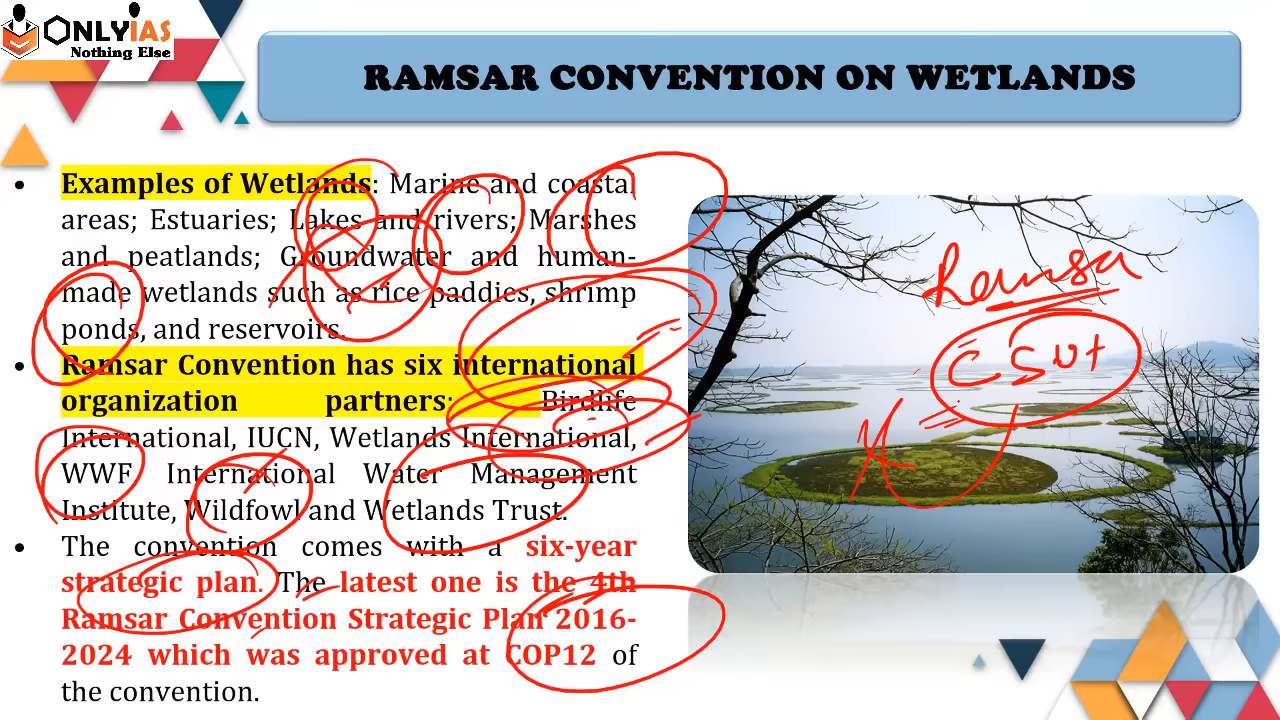 ONLYIAS
Nothing Else
RAMSAR CONVENTION ON WETLANDS
• Examples of Wetlands: Marine and coastal
areas; Estuaries; Lakes and rivers; Marshes
and peatlands; Groundwater and human-
made wetlands such as rice paddies, shrimp
ponds, and reservoirs.
• Ramsar Convention has six international
organization partners: Birdlife
International, IUCN, Wetlands International,
WWF, International Water Management
Institute, Wildfowl and Wetlands Trust.
• The convention comes with a six-year
strategic plan. The latest one is the 4th
Ramsar Convention Strategic Plan 2016-
2024 which was approved at COP12 of
the convention.
Ramsa